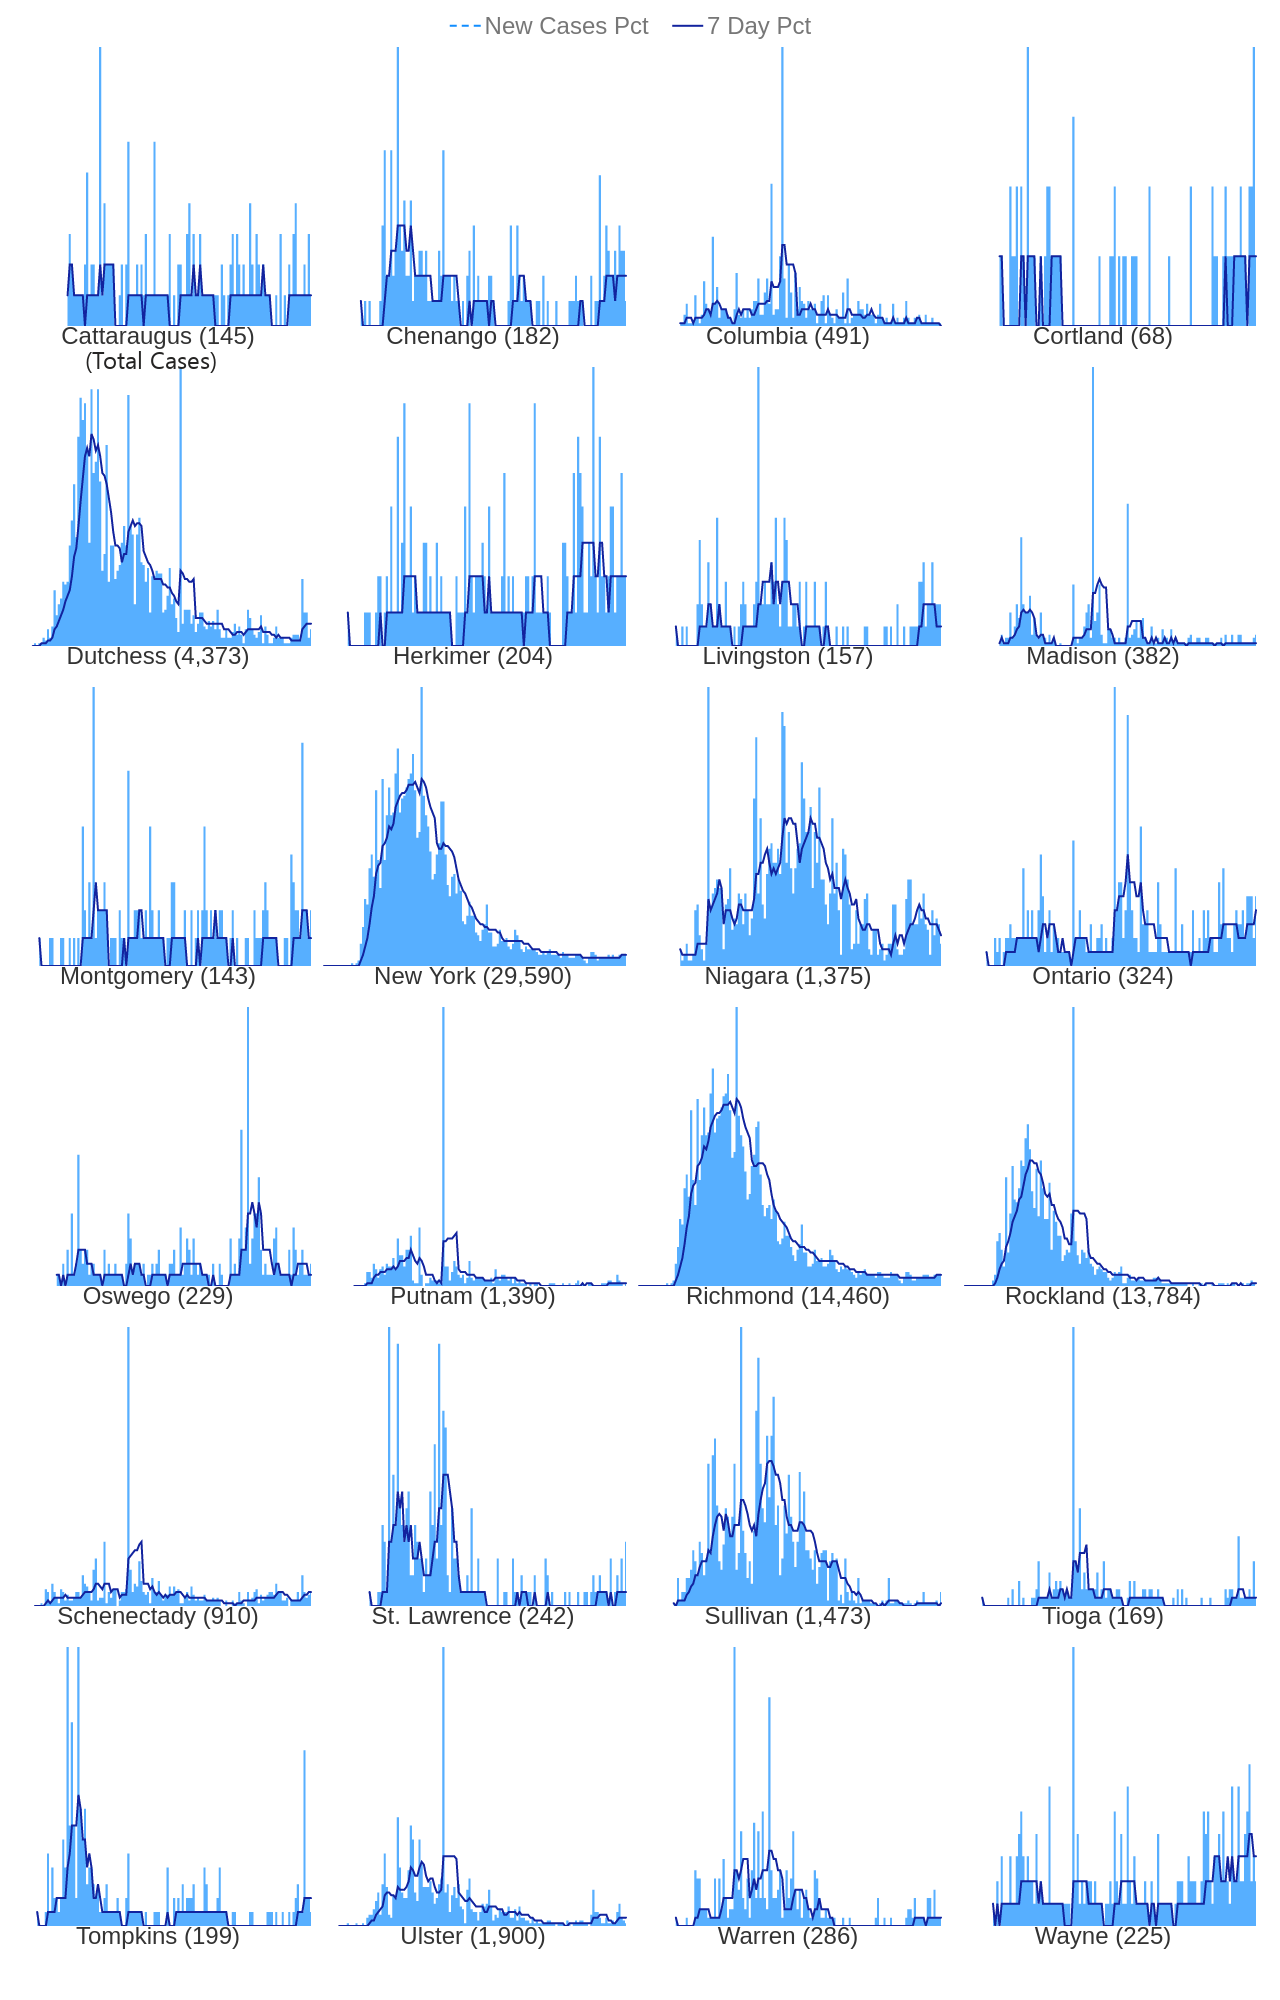 New Cases Pct 7 Day Pct
Cattaraugus (145) Chenango (182) Columbia (491) Cortland (68)
(Total Cases)
Dutchess (4,373) Herkimer (204) Livingston (157) Madison (382)
Montgomery (143) New York (29,590) Niagara (1,375) Ontario (324)
Oswego (229) Putnam (1,390) Richmond (14,460) Rockland (13,784)
Schenectady (910) St. Lawrence (242) Sullivan (1,473) Tioga (169)
Tompkins (199) Ulster (1,900) Warren (286) Wayne (225)